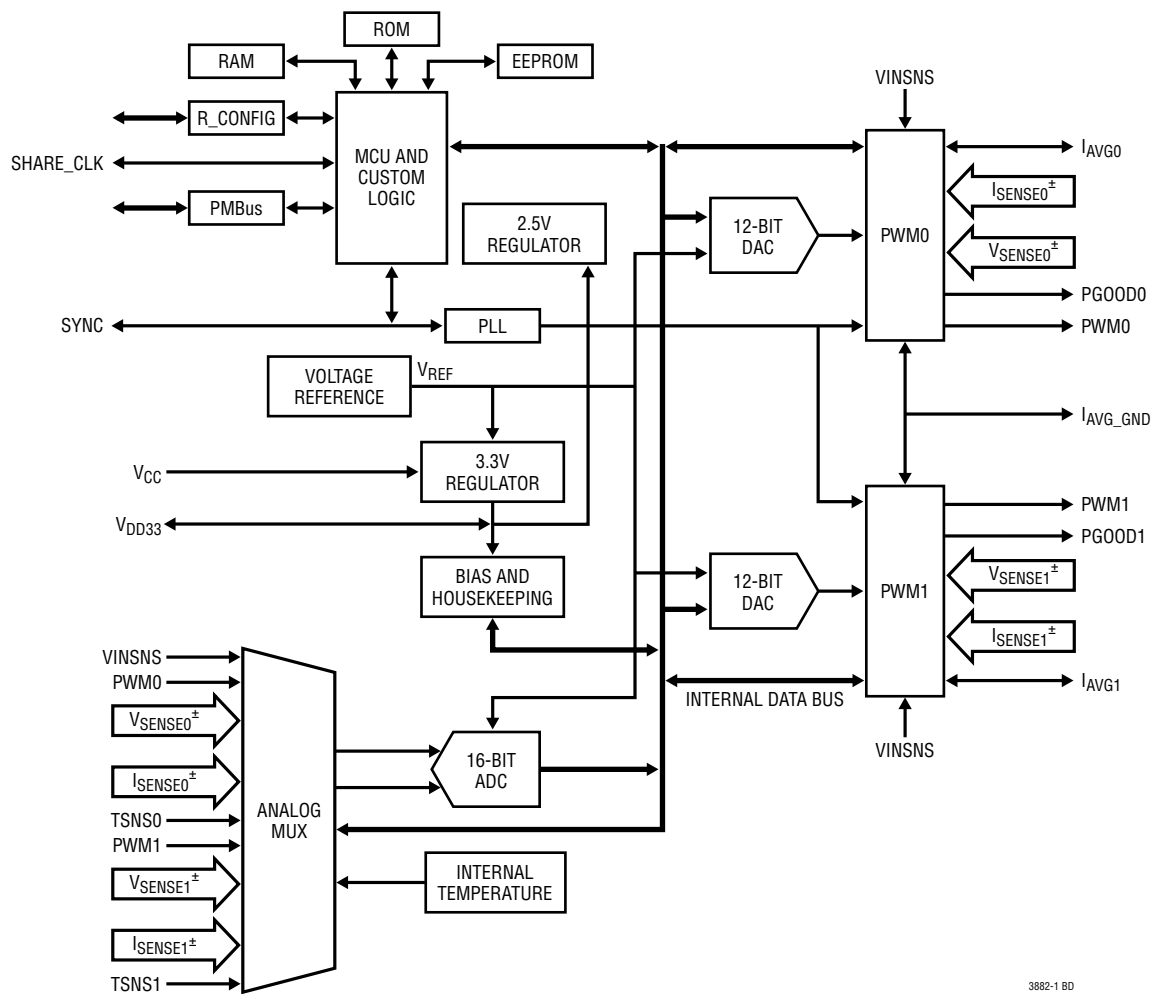 ROM
RAM
EEPROM
R_CONFIG
SHARE_CLK
PMBus
MCU AND
CUSTOM
LOGIC
2.5V
REGULATOR
SYNC
PLL
VOLTAGE
REFERENCE
VREF
VCC
3.3V
REGULATOR
VDD33
BIAS AND
HOUSEKEEPING
12-BIT
DAC
VINSNS
PWM0
IAVG0
ISENSE0±
VSENSE0±
PGOOD0
PWM0
IAVG_GND
12-BIT
DAC
PWM1
PWM1
PGOOD1
VSENSE1±
ISENSE1±
IAVG1
VINSNS
INTERNAL DATA BUS
VINSNS
PWM0
VSENSE0±
ISENSE0±
TSNS0
PWM1
VSENSE1±
ISENSE1±
TSNS1
ANALOG
MUX
16-BIT
ADC
INTERNAL
TEMPERATURE
3882-1 BD